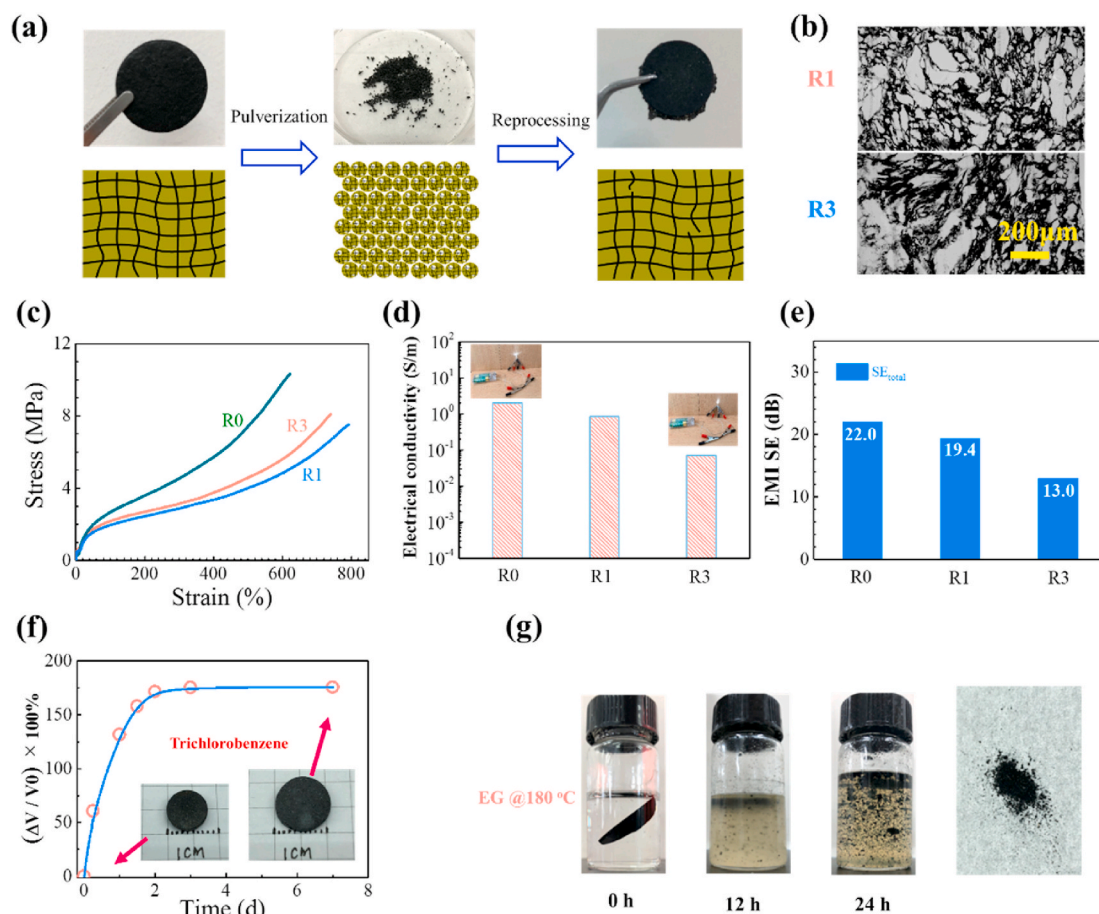 (a)
Pulverization
Reprocessing
(b)
R1
R3
200μm
(c)
12
8
4
0
Stress (MPa)
R0
R3
R1
0 200 400 600 800
Strain (%)
(d)
Electrical conductivity (S/m)
10²
10¹
10⁰
10⁻¹
10⁻²
10⁻³
10⁻⁴
R0 R1 R3
(e)
EMI SE (dB)
30
20
10
0
SEtotal
22.0
19.4
13.0
R0 R1 R3
(f)
(ΔV / V0) × 100%
200
150
100
50
0
Trichlorobenzene
1CM
1CM
0 2 4 6 8
Time (d)
(g)
EG @180 °C
0 h
12 h
24 h